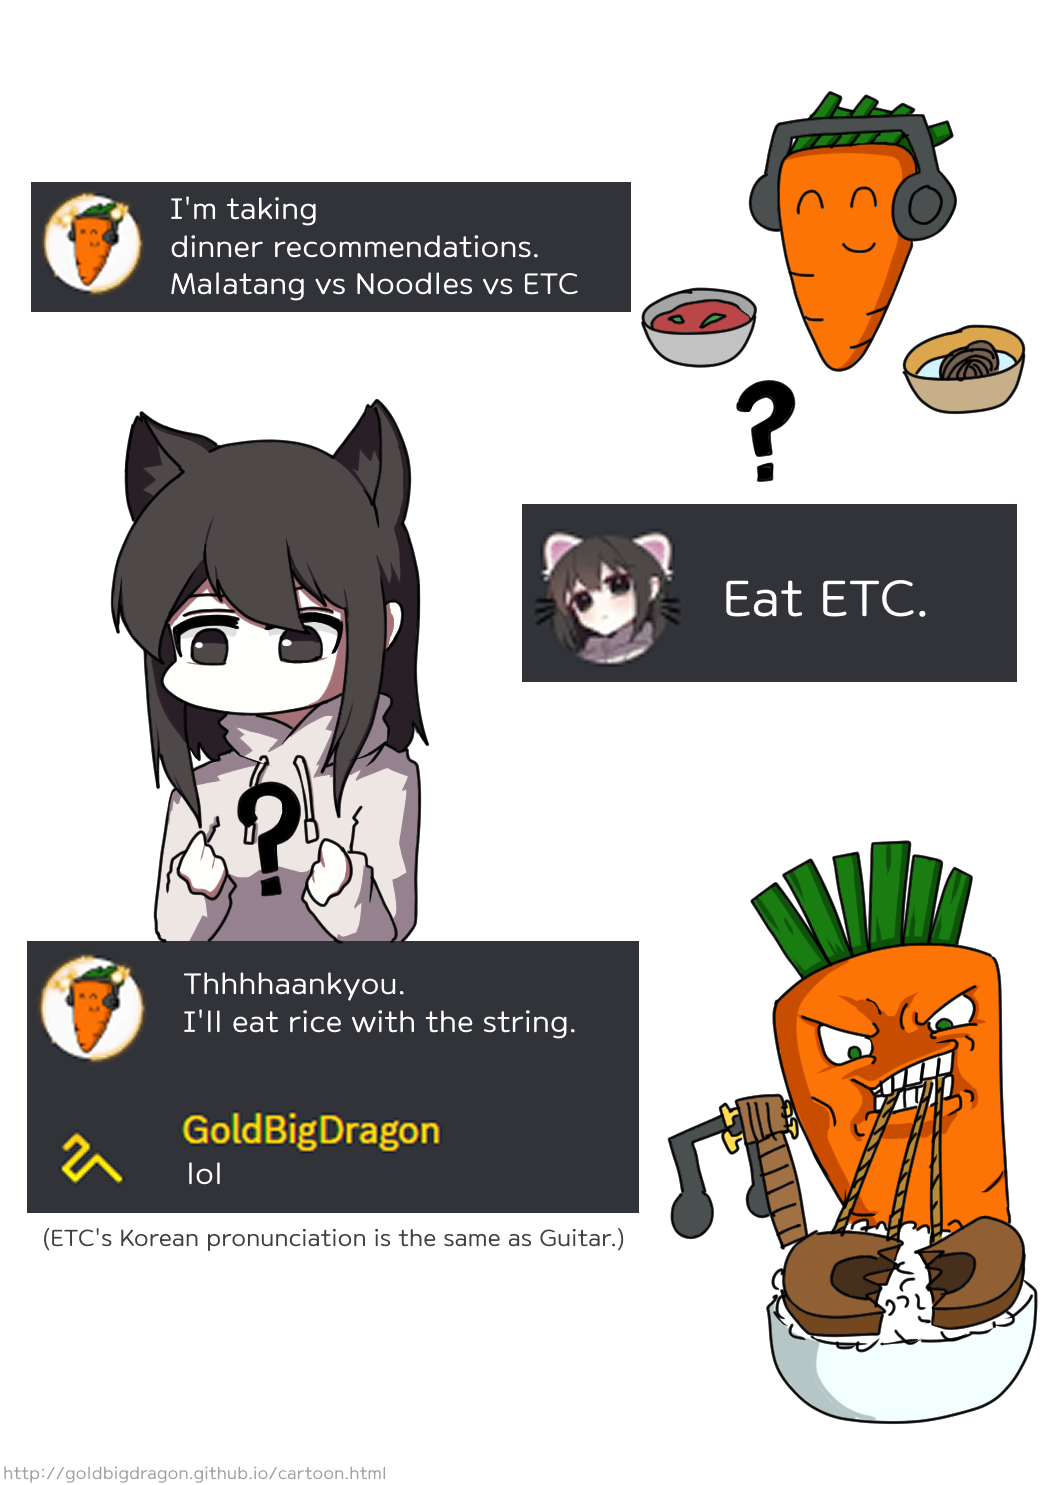 I'm taking
dinner recommendations.
Malatang vs Noodles vs ETC
?
Eat ETC.
?
Thhhhaankyou.
I'll eat rice with the string.
GoldBigDragon
lol
(ETC's Korean pronunciation is the same as Guitar.)
http://goldbigdragon.github.io/cartoon.html